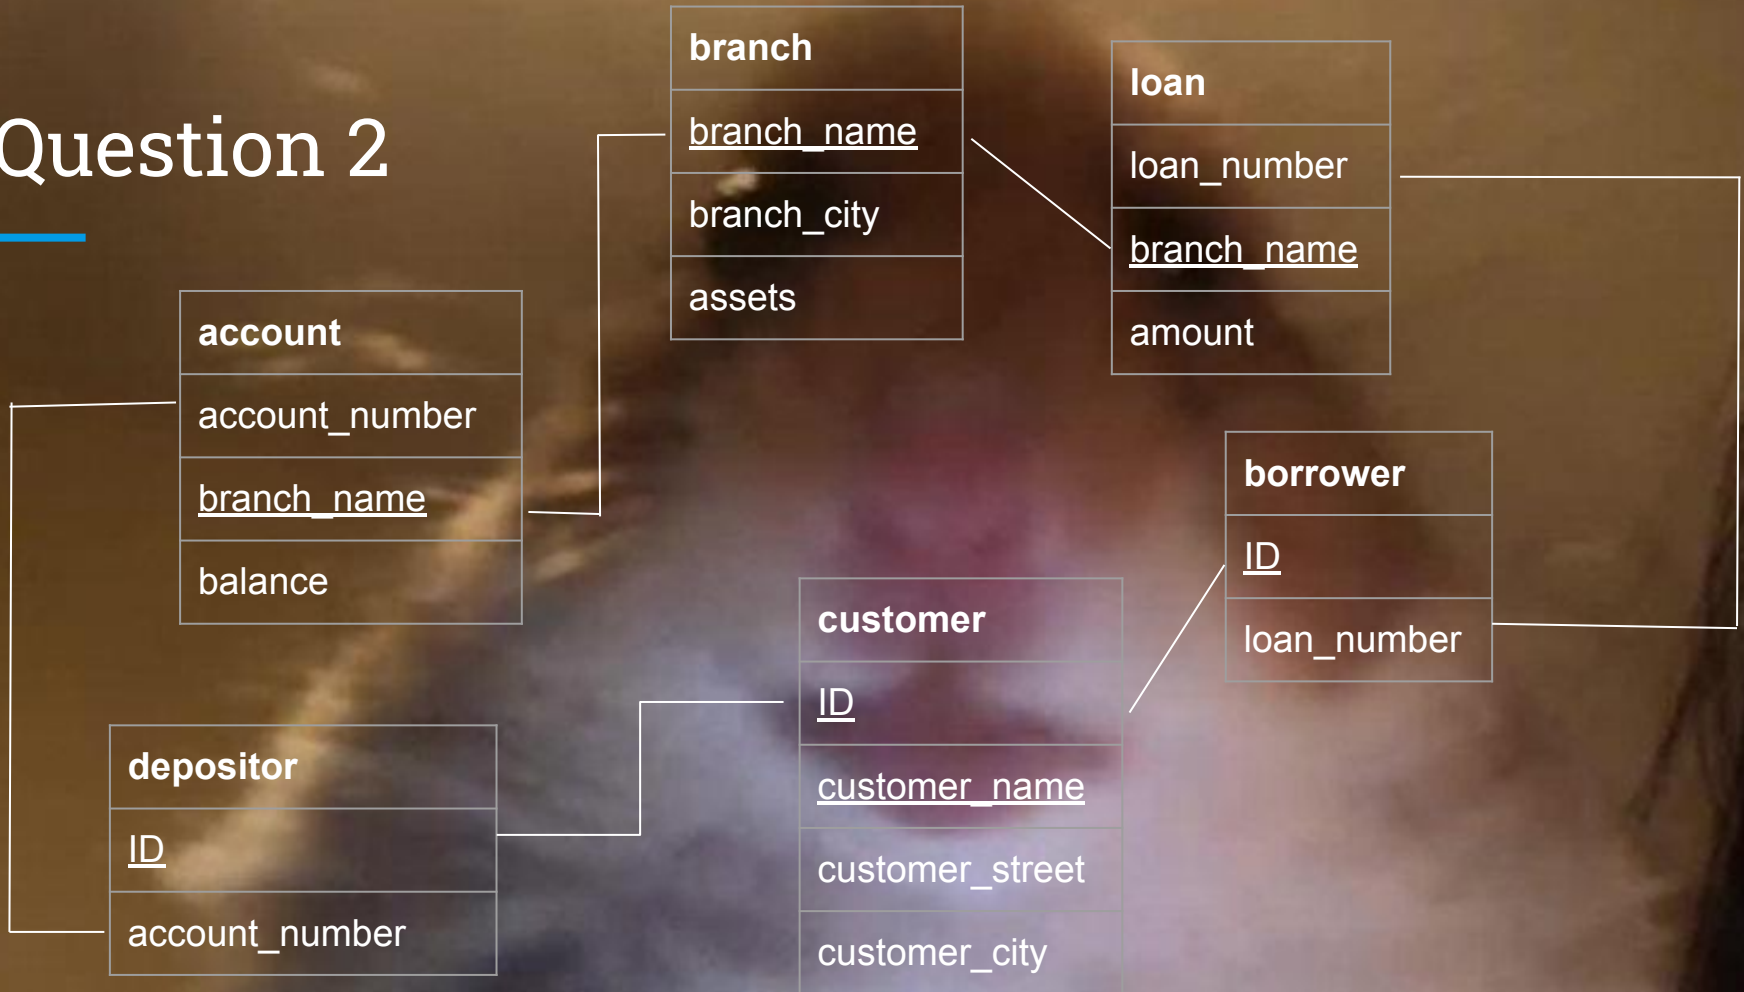 Question 2
branch
branch_name
branch_city
assets
loan
loan_number
branch_name
amount
account
account_number
branch_name
balance
borrower
ID
loan_number
customer
ID
customer_name
customer_street
customer_city
depositor
ID
account_number